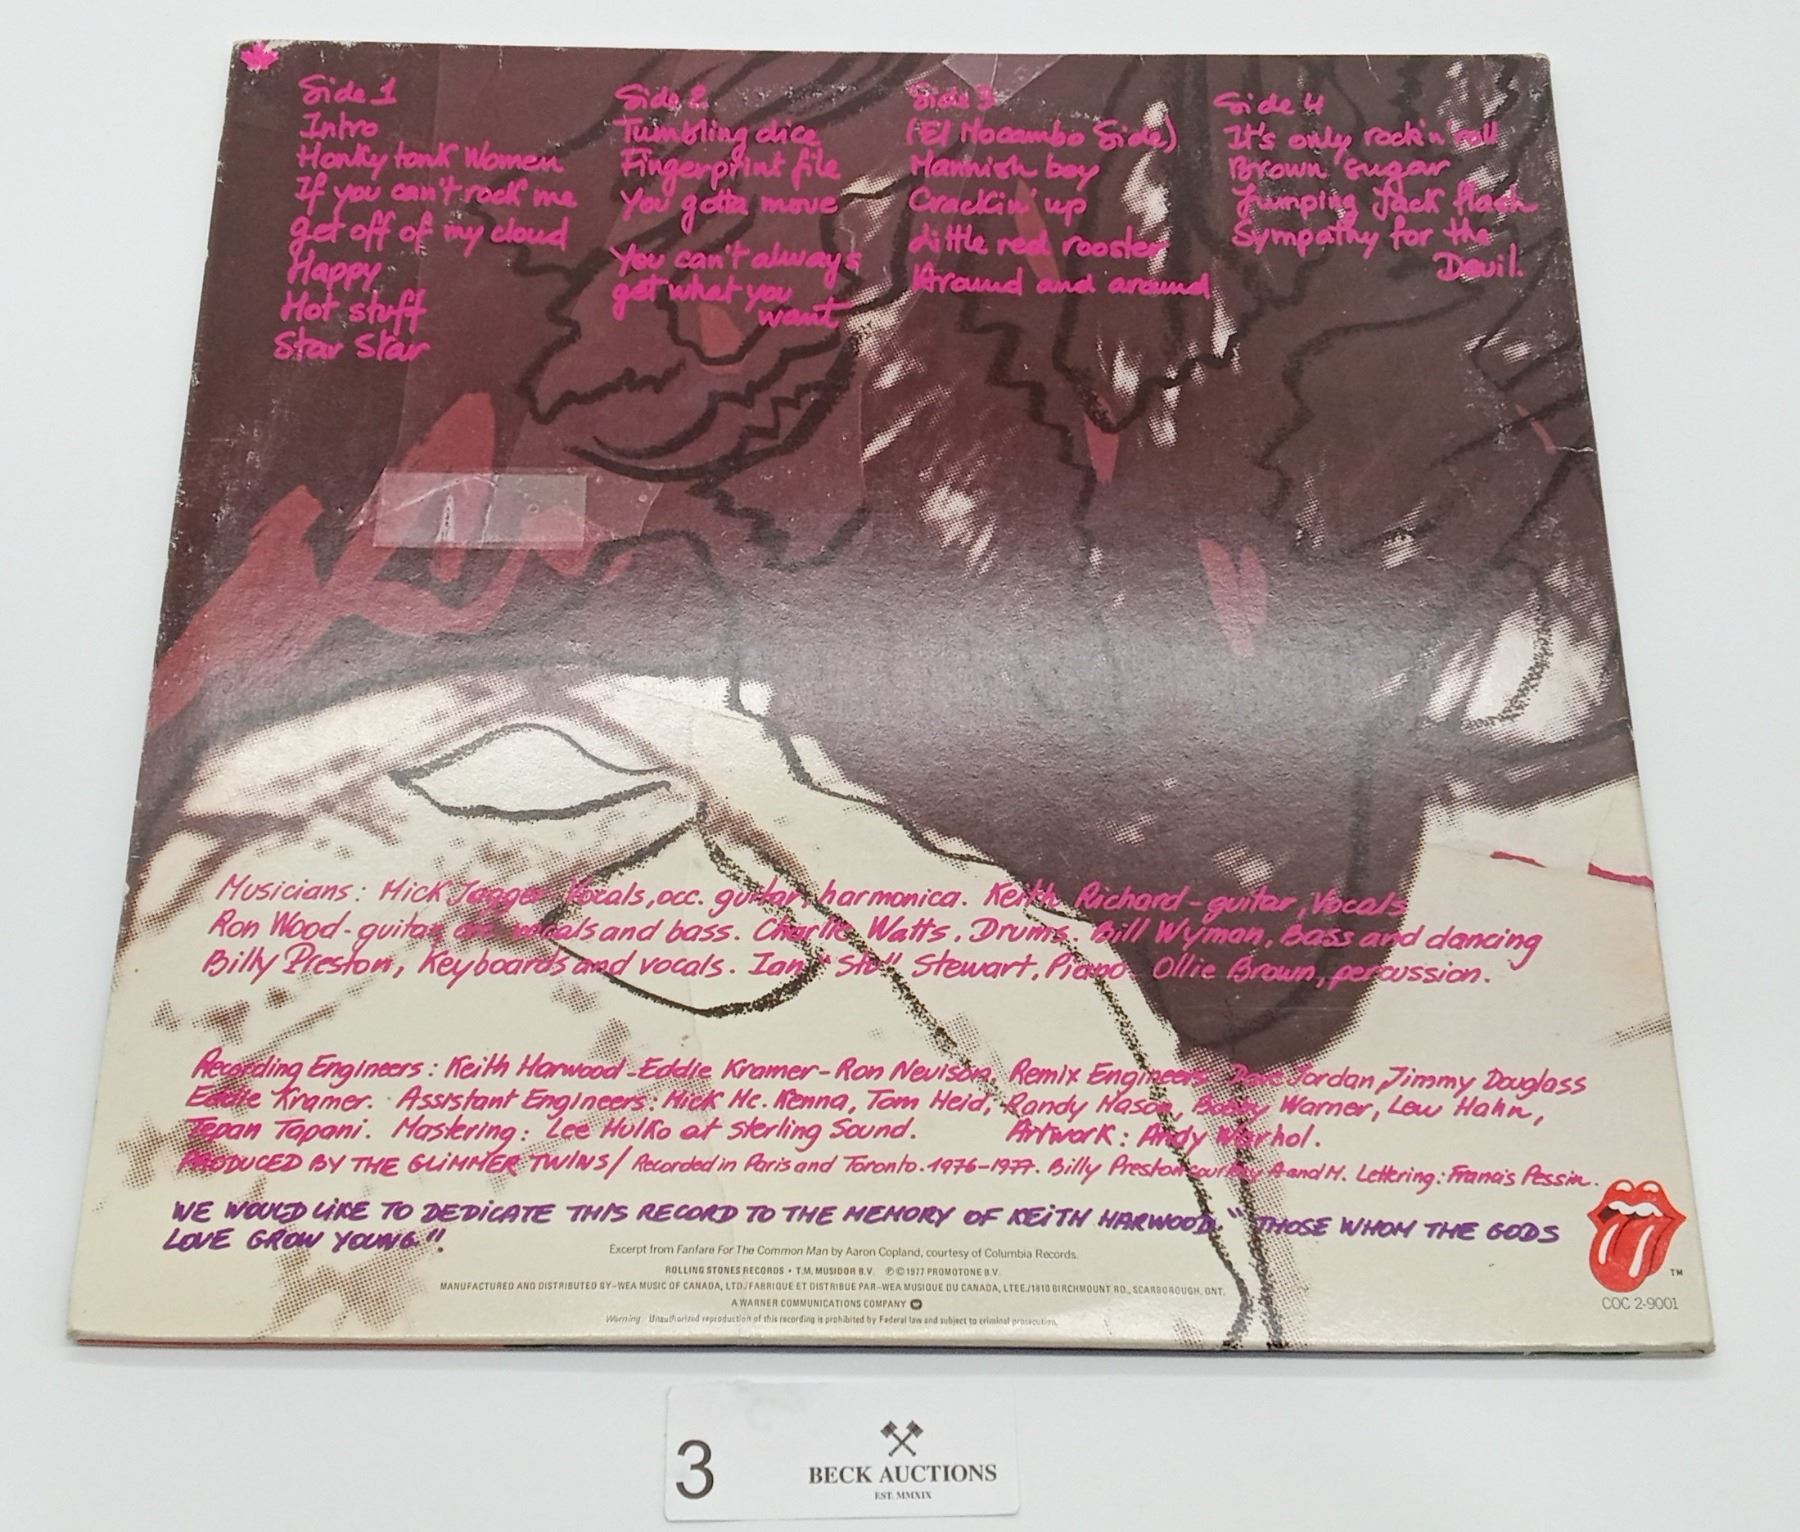 Side 1
Intro
Honky tonk Women
If you can't rock me
get off of my cloud
Happy
Hot stuff
Star Star
Side 2
Tumbling dice
Fingerprint file
You gotta move
You can't always
get what you
want
Side 3
(El Mocambo Side)
Mannish boy
Crackin' up
Little red rooster
Around and around
Side 4
It's only rock'n'roll
Brown sugar
Jumping Jack flash
Sympathy for the
Devil.
Musicians: Mick Jagger Vocals, occ. guitar, harmonica. Keith Richard - guitar, Vocals
Ron Wood - guitar occ vocals and bass. Charlie Watts, Drums. Bill Wyman, Bass and dancing
Billy Preston, Keyboards and vocals. Ian "Stu" Stewart, Piano. Ollie Brown, percussion.
Recording Engineers: Keith Harwood - Eddie Kramer - Ron Nevison, Remix Engineers Dave Jordan, Jimmy Douglass
Eddie Kramer. Assistant Engineers: Mick Mc. Kenna, Tom Heid, Randy Mason, Bobby Warner, Lew Hahn,
Tapan Tapani. Mastering: Lee Hulko at Sterling Sound. Artwork: Andy Warhol.
PRODUCED BY THE GLIMMER TWINS / Recorded in Paris and Toronto. 1976-1977. Billy Preston courtesy A and M. Lettering: Francis Pessin.
WE WOULD LIKE TO DEDICATE THIS RECORD TO THE MEMORY OF KEITH HARWOOD. "THOSE WHOM THE GODS
LOVE GROW YOUNG".
Excerpt from Fanfare For The Common Man by Aaron Copland, courtesy of Columbia Records.
ROLLING STONES RECORDS • T.M. MUSIDOR B.V. ℗©1977 PROMOTONE B.V.
MANUFACTURED AND DISTRIBUTED BY-WEA MUSIC OF CANADA, LTD./FABRIQUE ET DISTRIBUE PAR-WEA MUSIQUE DU CANADA, LTEE./1810 BIRCHMOUNT RD., SCARBOROUGH, ONT.
A WARNER COMMUNICATIONS COMPANY
Warning: Unauthorized reproduction of this recording is prohibited by Federal law and subject to criminal prosecution.
TM
COC 2-9001
3
BECK AUCTIONS
EST. MMXIX